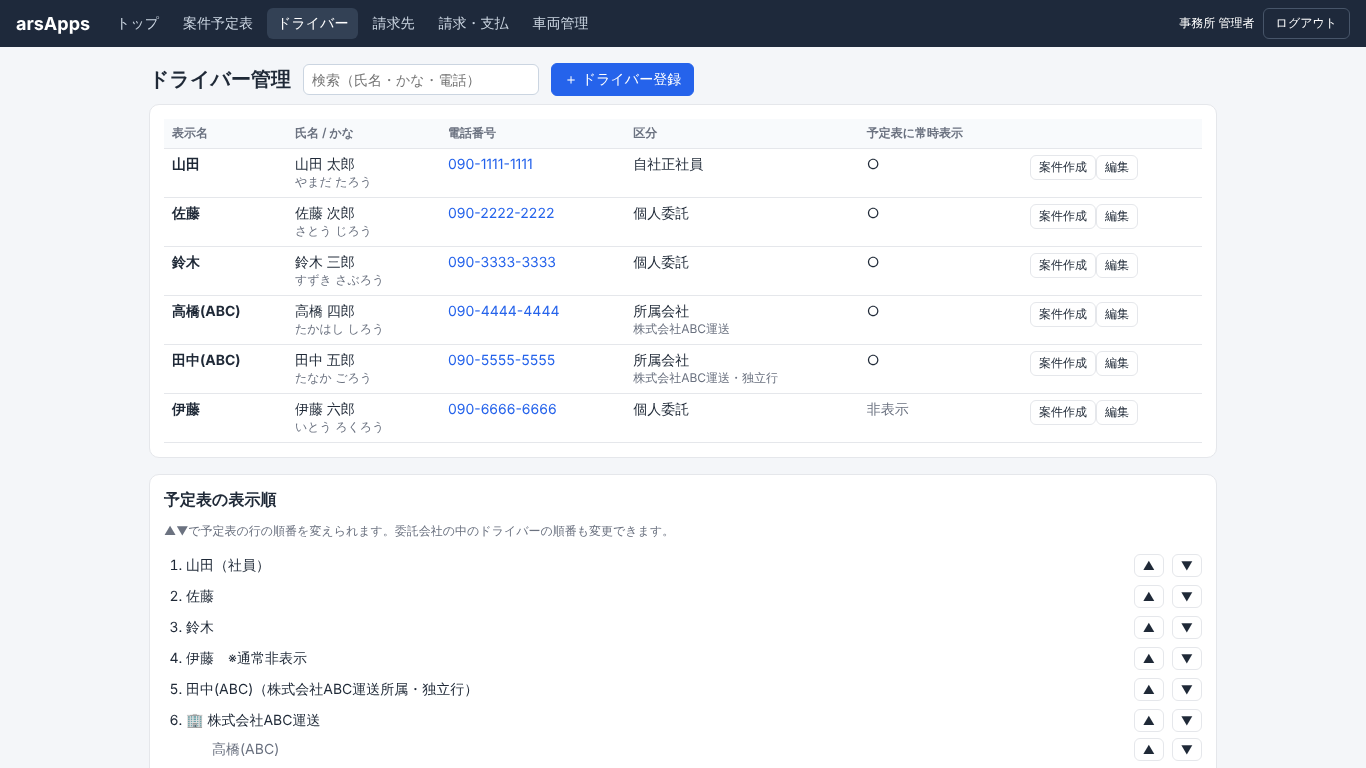 arsApps トップ 案件予定表 ドライバー 請求先 請求・支払 車両管理 事務所 管理者 ログアウト
ドライバー管理 検索（氏名・かな・電話） ＋ ドライバー登録
表示名 氏名 / かな 電話番号 区分 予定表に常時表示
山田 山田 太郎 090-1111-1111 自社正社員 ○ 案件作成 編集
やまだ たろう
佐藤 佐藤 次郎 090-2222-2222 個人委託 ○ 案件作成 編集
さとう じろう
鈴木 鈴木 三郎 090-3333-3333 個人委託 ○ 案件作成 編集
すずき さぶろう
高橋(ABC) 高橋 四郎 090-4444-4444 所属会社 ○ 案件作成 編集
たかはし しろう 株式会社ABC運送
田中(ABC) 田中 五郎 090-5555-5555 所属会社 ○ 案件作成 編集
たなか ごろう 株式会社ABC運送・独立行
伊藤 伊藤 六郎 090-6666-6666 個人委託 非表示 案件作成 編集
いとう ろくろう
予定表の表示順
▲▼で予定表の行の順番を変えられます。委託会社の中のドライバーの順番も変更できます。
1. 山田（社員） ▲ ▼
2. 佐藤 ▲ ▼
3. 鈴木 ▲ ▼
4. 伊藤　※通常非表示 ▲ ▼
5. 田中(ABC)（株式会社ABC運送所属・独立行） ▲ ▼
6. 🏢 株式会社ABC運送 ▲ ▼
高橋(ABC) ▲ ▼